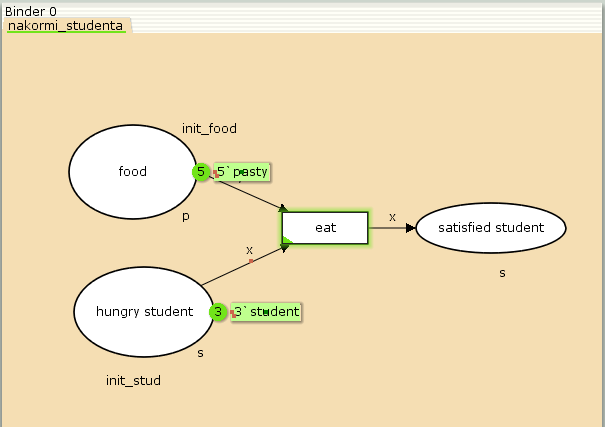 Binder 0
nakormi_studenta
init_food
food
5
5`pasty
p
eat
x
satisfied student
s
x
hungry student
3
3`student
s
init_stud